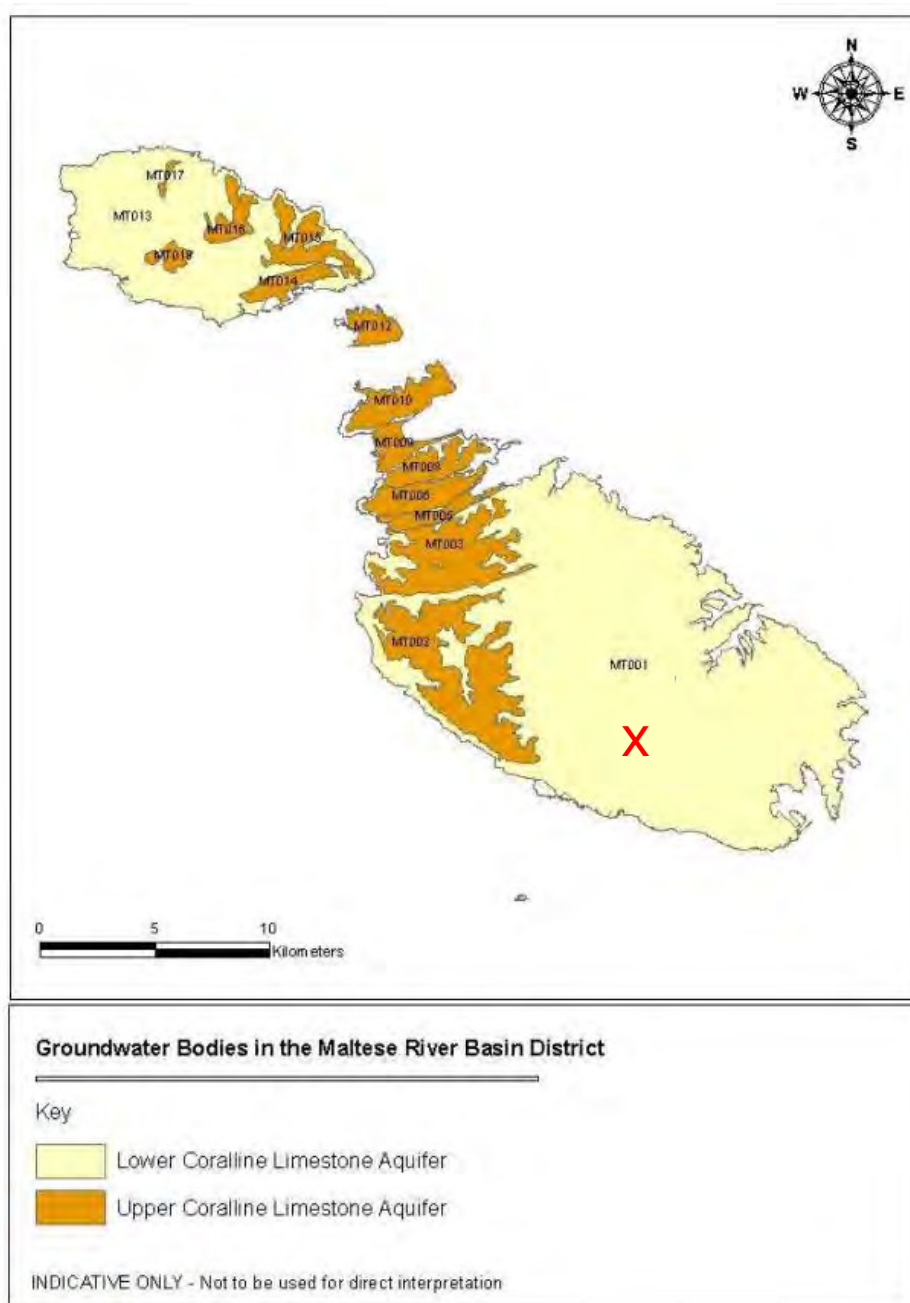 N
W E
S
MT017
MT013
MT016
MT015
MT018
MT014
MT012
MT010
MT009
MT008
MT006
MT005
MT003
MT002
MT001
X
0 5 10
Kilometers
Groundwater Bodies in the Maltese River Basin District
Key
Lower Coralline Limestone Aquifer
Upper Coralline Limestone Aquifer
INDICATIVE ONLY - Not to be used for direct interpretation